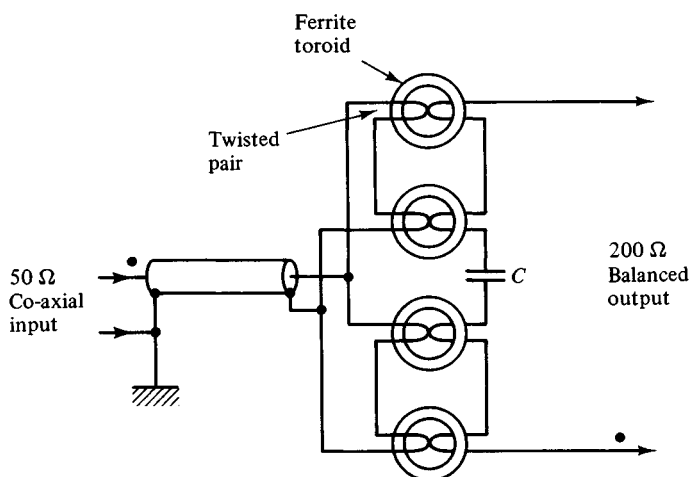 Ferrite
toroid
Twisted
pair
50 Ω
Co-axial
input
C
200 Ω
Balanced
output